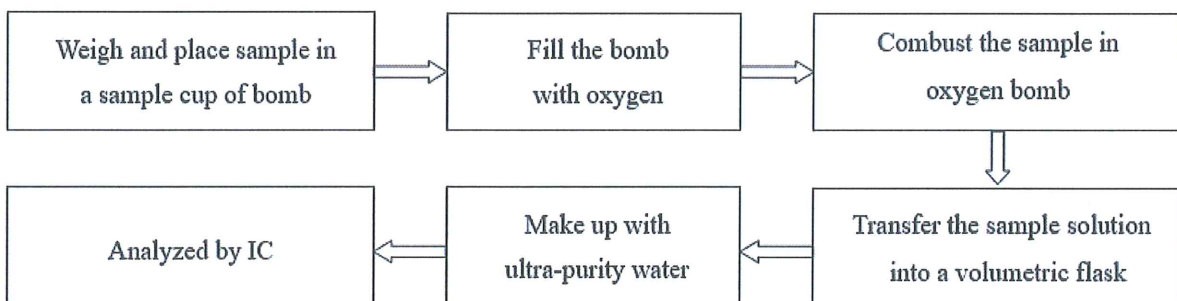 Weigh and place sample in
a sample cup of bomb
Fill the bomb
with oxygen
Combust the sample in
oxygen bomb
Transfer the sample solution
into a volumetric flask
Make up with
ultra-purity water
Analyzed by IC